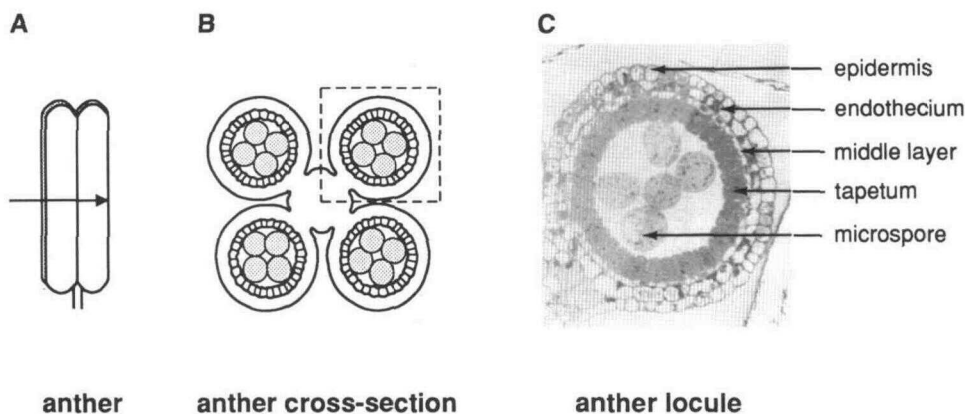 A
B
C
epidermis
endothecium
middle layer
tapetum
microspore
anther
anther cross-section
anther locule